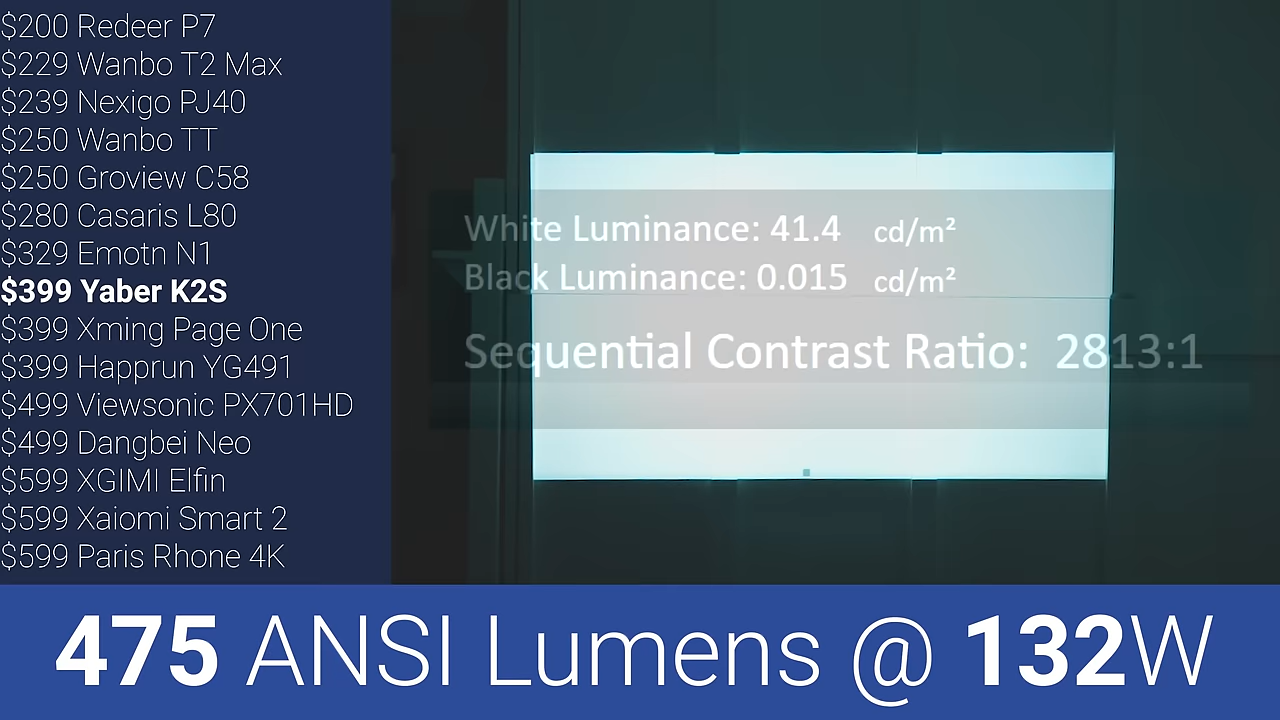 $200 Redeer P7
$229 Wanbo T2 Max
$239 Nexigo PJ40
$250 Wanbo TT
$250 Groview C58
$280 Casaris L80
$329 Emotn N1
$399 Yaber K2S
$399 Xming Page One
$399 Happrun YG491
$499 Viewsonic PX701HD
$499 Dangbei Neo
$599 XGIMI Elfin
$599 Xaiomi Smart 2
$599 Paris Rhone 4K
White Luminance: 41.4 cd/m²
Black Luminance: 0.015 cd/m²
Sequential Contrast Ratio: 2813:1
475 ANSI Lumens @ 132W